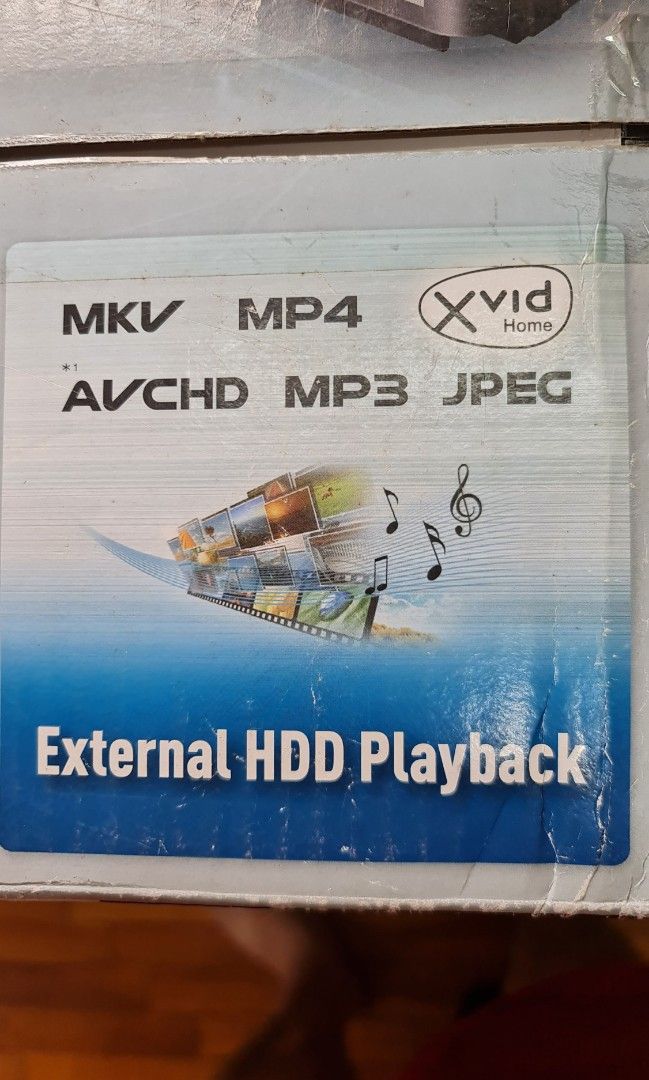 MKV MP4 Xvid Home
*1
AVCHD MP3 JPEG
External HDD Playback